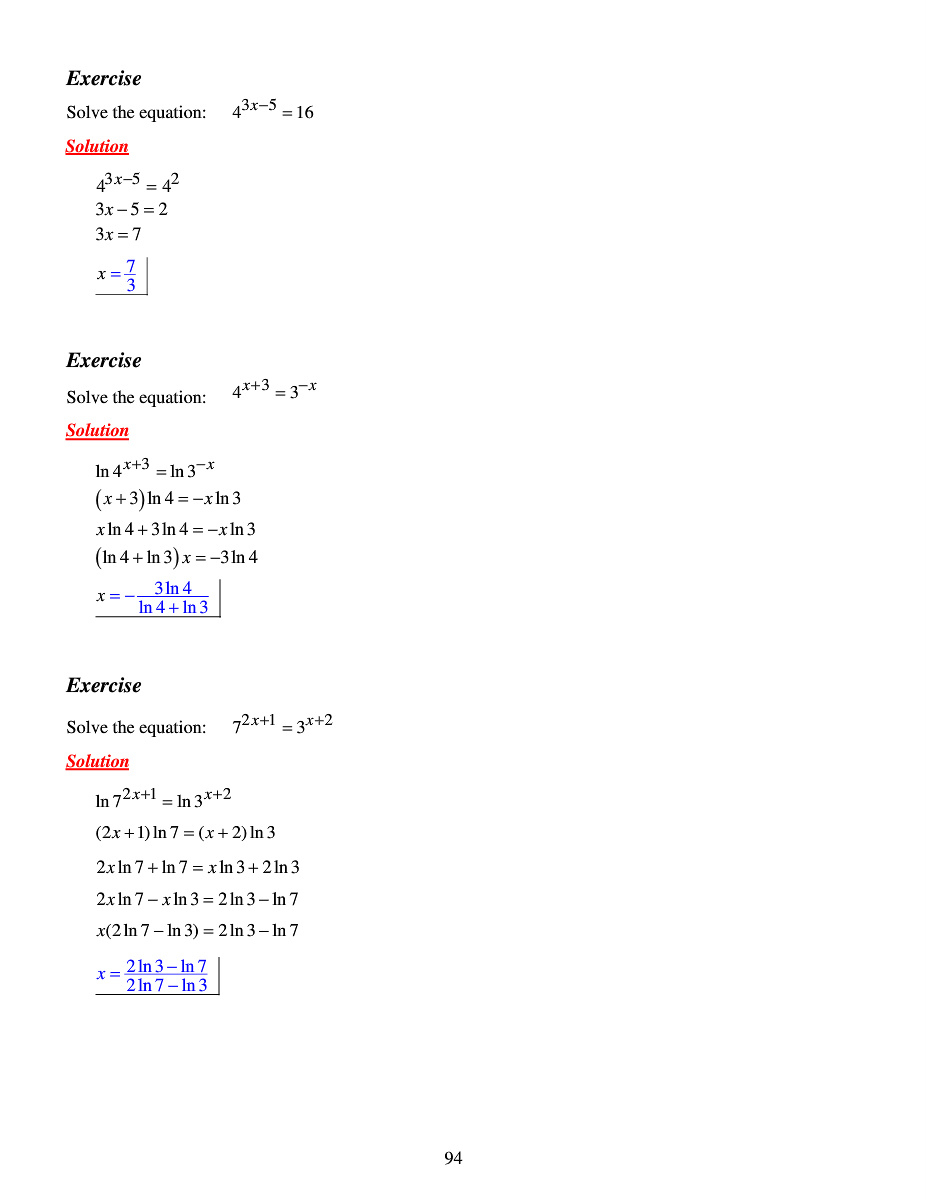 Exercise
Solve the equation: 4^(3x−5) = 16
Solution
4^(3x−5) = 4^2
3x − 5 = 2
3x = 7
x = 7/3
Exercise
Solve the equation: 4^(x+3) = 3^(−x)
Solution
ln 4^(x+3) = ln 3^(−x)
(x + 3) ln 4 = −x ln 3
x ln 4 + 3 ln 4 = −x ln 3
(ln 4 + ln 3) x = −3 ln 4
x = − (3 ln 4)/(ln 4 + ln 3)
Exercise
Solve the equation: 7^(2x+1) = 3^(x+2)
Solution
ln 7^(2x+1) = ln 3^(x+2)
(2x + 1) ln 7 = (x + 2) ln 3
2x ln 7 + ln 7 = x ln 3 + 2 ln 3
2x ln 7 − x ln 3 = 2 ln 3 − ln 7
x(2 ln 7 − ln 3) = 2 ln 3 − ln 7
x = (2 ln 3 − ln 7)/(2 ln 7 − ln 3)
94